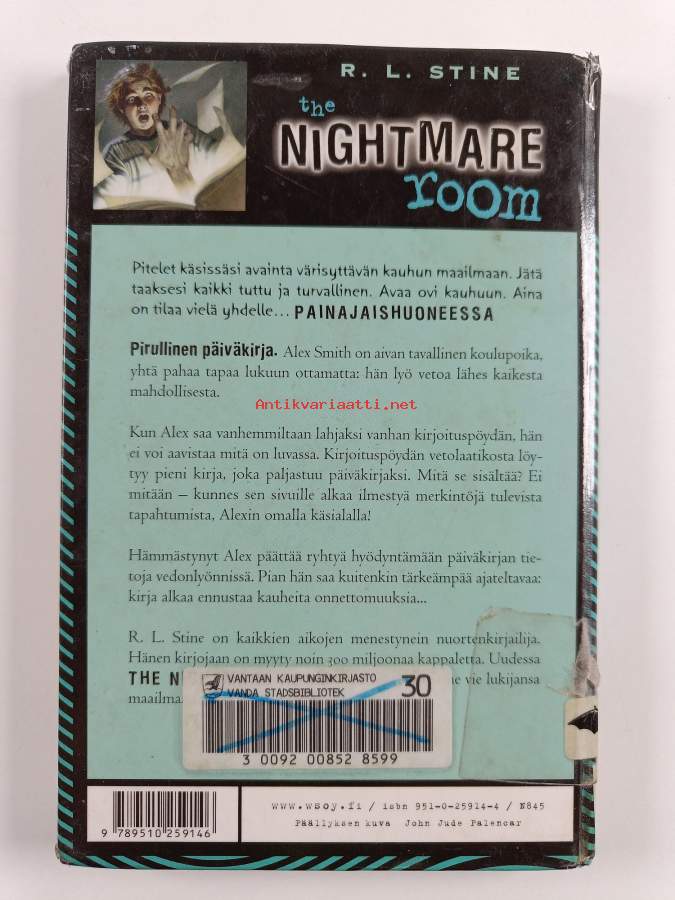 R. L. STINE
the
NIGHTMARE
room
Pitelet käsissäsi avainta värisyttävän kauhun maailmaan. Jätä
taaksesi kaikki tuttu ja turvallinen. Avaa ovi kauhuun. Aina
on tilaa vielä yhdelle... PAINAJAISHUONEESSA
Pirullinen päiväkirja. Alex Smith on aivan tavallinen koulupoika,
yhtä pahaa tapaa lukuun ottamatta: hän lyö vetoa lähes kaikesta
mahdollisesta.
Antikvariaatti.net
Kun Alex saa vanhemmiltaan lahjaksi vanhan kirjoituspöydän, hän
ei voi aavistaa mitä on luvassa. Kirjoituspöydän vetolaatikosta löy-
tyy pieni kirja, joka paljastuu päiväkirjaksi. Mitä se sisältää? Ei
mitään – kunnes sen sivuille alkaa ilmestyä merkintöjä tulevista
tapahtumista, Alexin omalla käsialalla!
Hämmästynyt Alex päättää ryhtyä hyödyntämään päiväkirjan tie-
toja vedonlyönnissä. Pian hän saa kuitenkin tärkeämpää ajateltavaa:
kirja alkaa ennustaa kauheita onnettomuuksia...
R. L. Stine on kaikkien aikojen menestynein nuortenkirjailija.
Hänen kirjojaan on myyty noin 300 miljoonaa kappaletta. Uudessa
THE N vie lukijansa
VANTAAN KAUPUNGINKIRJASTO
VANDA STADSBIBLIOTEK 30
3 0092 00852 8599
www.wsoy.fi / isbn 951-0-25914-4 / N845
Päällyksen kuva John Jude Palencar
9 789510 259146